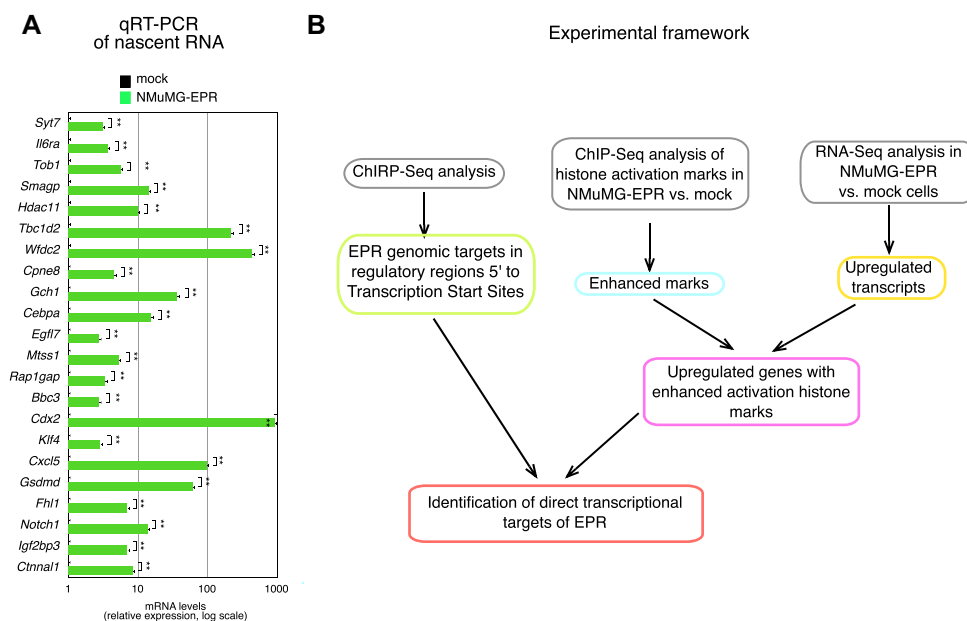 A
qRT-PCR
of nascent RNA
mock
NMuMG-EPR
Syt7
**
Il6ra
**
Tob1
**
Smagp
**
Hdac11
**
Tbc1d2
**
Wfdc2
**
Cpne8
**
Gch1
**
Cebpa
**
Egfl7
**
Mtss1
**
Rap1gap
**
Bbc3
**
Cdx2
**
Klf4
**
Cxcl5
**
Gsdmd
**
Fhl1
**
Notch1
**
Igf2bp3
**
Ctnnal1
**
1 10 100 1000
mRNA levels
(relative expression, log scale)
B
Experimental framework
ChIRP-Seq analysis
ChIP-Seq analysis of
histone activation marks in
NMuMG-EPR vs. mock
RNA-Seq analysis in
NMuMG-EPR
vs. mock cells
EPR genomic targets in
regulatory regions 5' to
Transcription Start Sites
Enhanced marks
Upregulated
transcripts
Upregulated genes with
enhanced activation histone
marks
Identification of direct transcriptional
targets of EPR